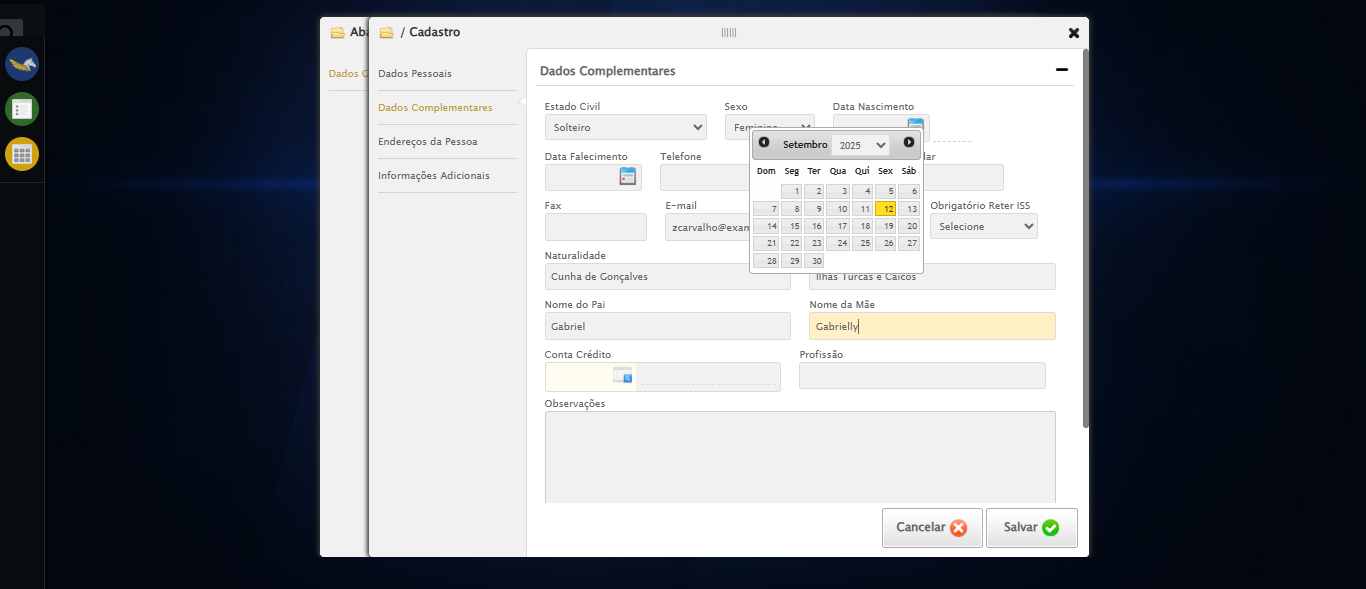 Aba
/ Cadastro
Dados C
Dados Pessoais
Dados Complementares
Endereços da Pessoa
Informações Adicionais
Dados Complementares
Estado Civil Sexo Data Nascimento
Solteiro Feminino
Setembro 2025
Dom Seg Ter Qua Qui Sex Sáb
1 2 3 4 5 6
7 8 9 10 11 12 13
14 15 16 17 18 19 20
21 22 23 24 25 26 27
28 29 30
Data Falecimento Telefone lar
Fax E-mail Obrigatório Reter ISS
zcarvalho@exam Selecione
Naturalidade
Cunha de Gonçalves Ilhas Turcas e Caicos
Nome do Pai Nome da Mãe
Gabriel Gabrielly
Conta Crédito Profissão
Observações
Cancelar Salvar